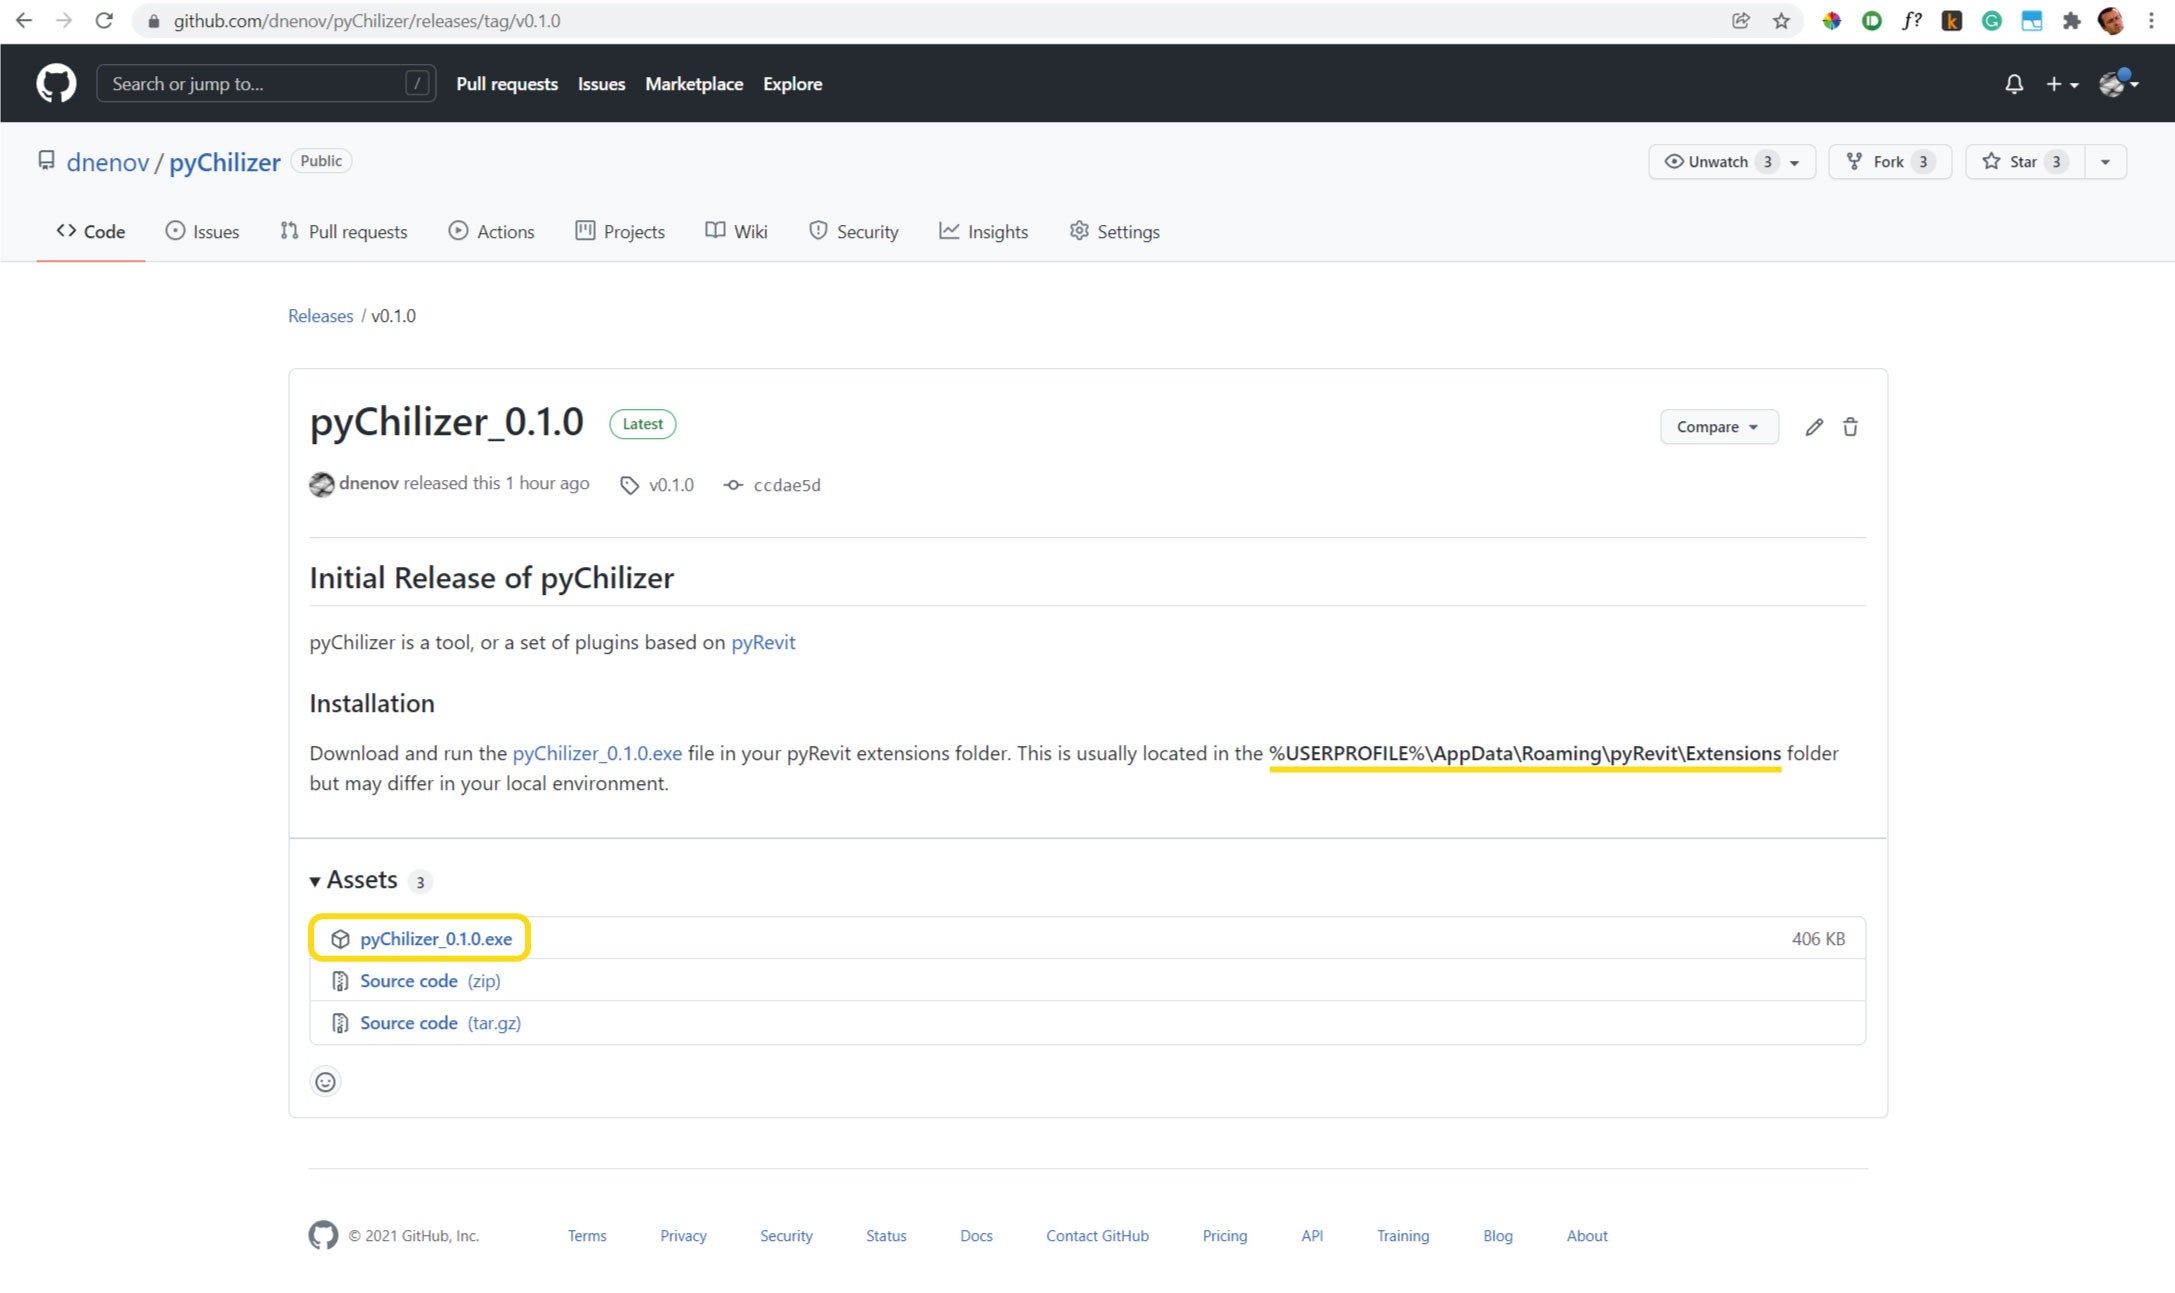 github.com/dnenov/pyChilizer/releases/tag/v0.1.0
f?
k
Search or jump to...
/
Pull requests
Issues
Marketplace
Explore
dnenov / pyChilizer
Public
Unwatch 3
Fork 3
Star 3
Code
Issues
Pull requests
Actions
Projects
Wiki
Security
Insights
Settings
Releases / v0.1.0
pyChilizer_0.1.0
Latest
Compare
dnenov released this 1 hour ago
v0.1.0
ccdae5d
Initial Release of pyChilizer
pyChilizer is a tool, or a set of plugins based on pyRevit
Installation
Download and run the pyChilizer_0.1.0.exe file in your pyRevit extensions folder. This is usually located in the %USERPROFILE%\AppData\Roaming\pyRevit\Extensions folder
but may differ in your local environment.
Assets 3
pyChilizer_0.1.0.exe
406 KB
Source code (zip)
Source code (tar.gz)
© 2021 GitHub, Inc.
Terms
Privacy
Security
Status
Docs
Contact GitHub
Pricing
API
Training
Blog
About